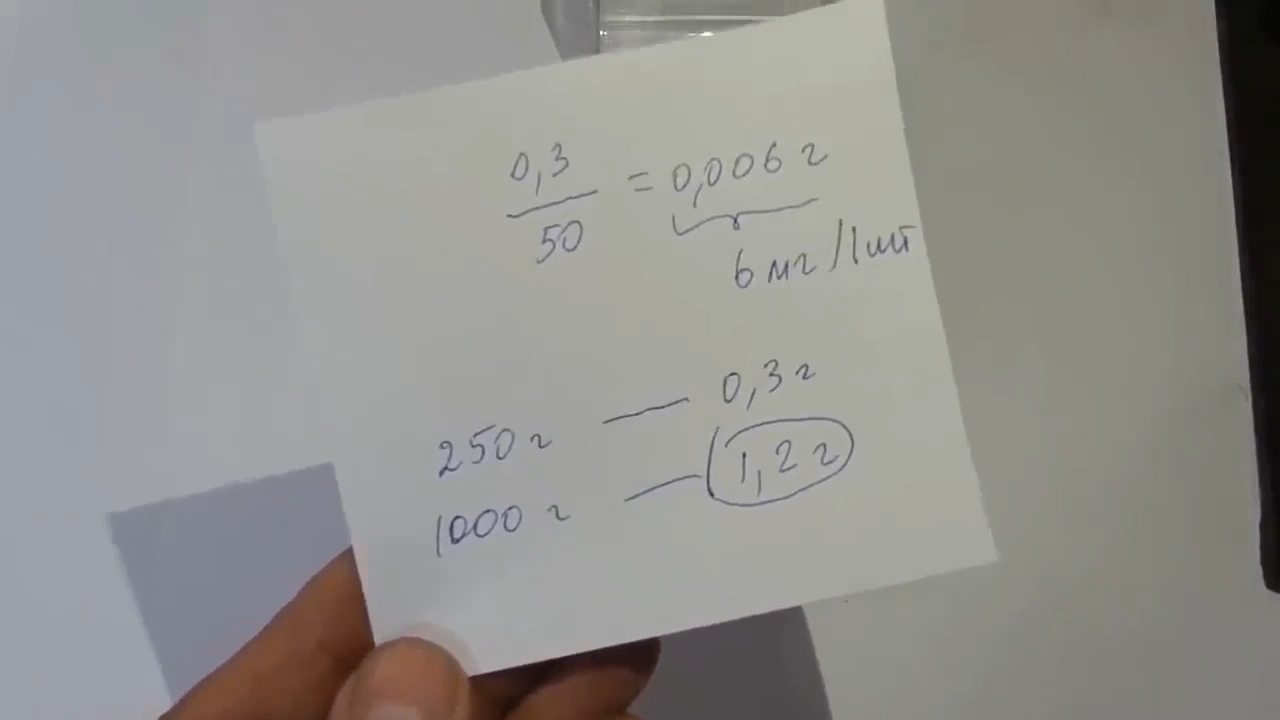 0,3
— = 0,006 г
50
6 мг/1шт
250 г — 0,3 г
1000 г — 1,2 г